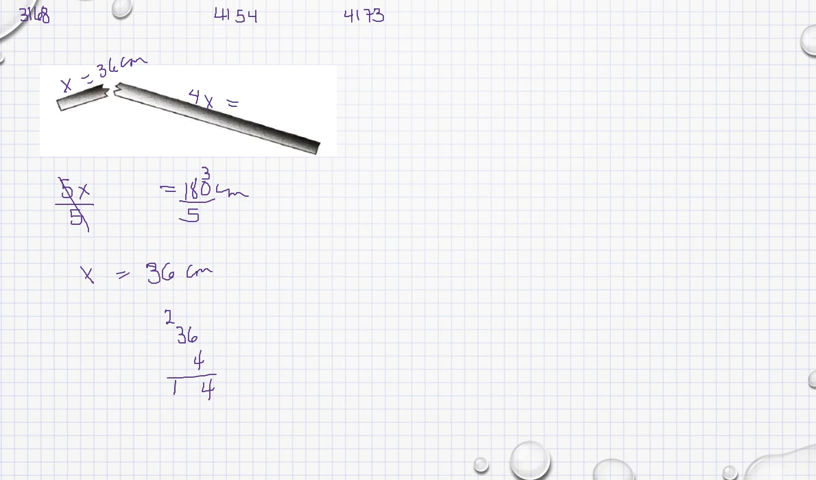 3168 4154 4173
x = 36 cm
4x =
5x = 180 3 cm
5 5
x = 36 cm
2
36
4
1 4